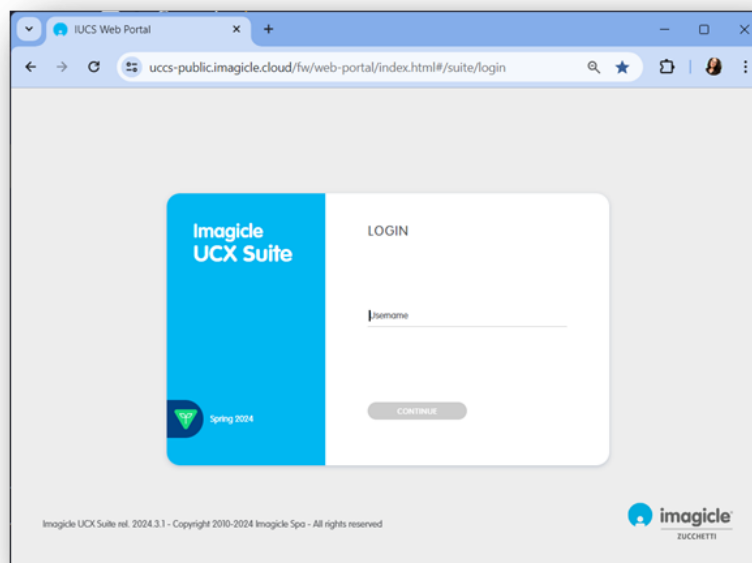 IUCS Web Portal
uccs-public.imagicle.cloud/fw/web-portal/index.html#/suite/login
Imagicle
UCX Suite
LOGIN
Username
CONTINUE
Spring 2024
Imagicle UCX Suite rel. 2024.3.1 - Copyright 2010-2024 Imagicle Spa - All rights reserved
imagicle
ZUCCHETTI